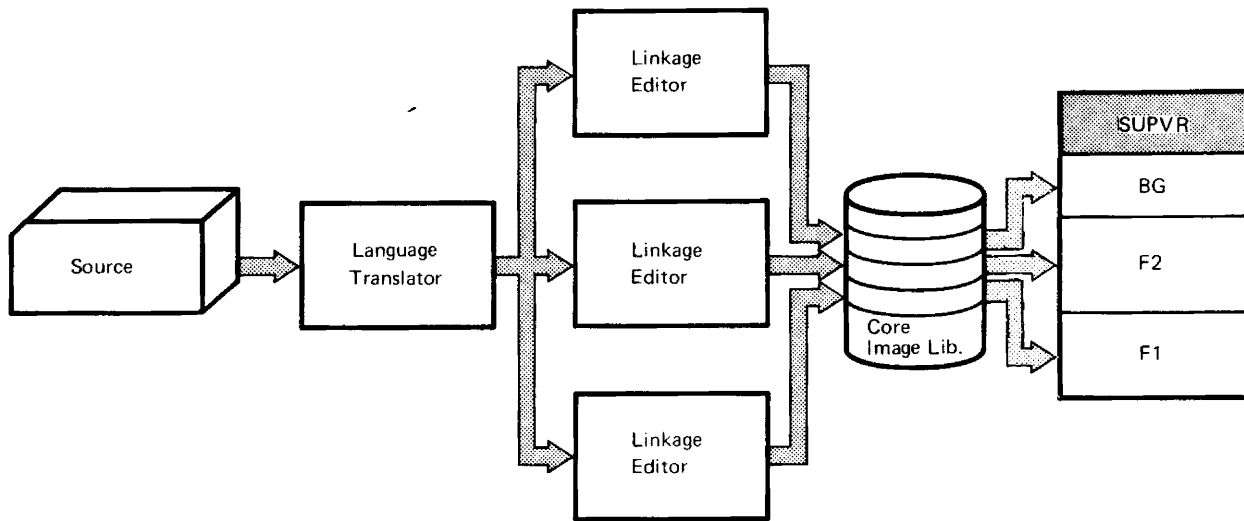 Source
Language
Translator
Linkage
Editor
Linkage
Editor
Linkage
Editor
Core
Image Lib.
SUPVR
BG
F2
F1